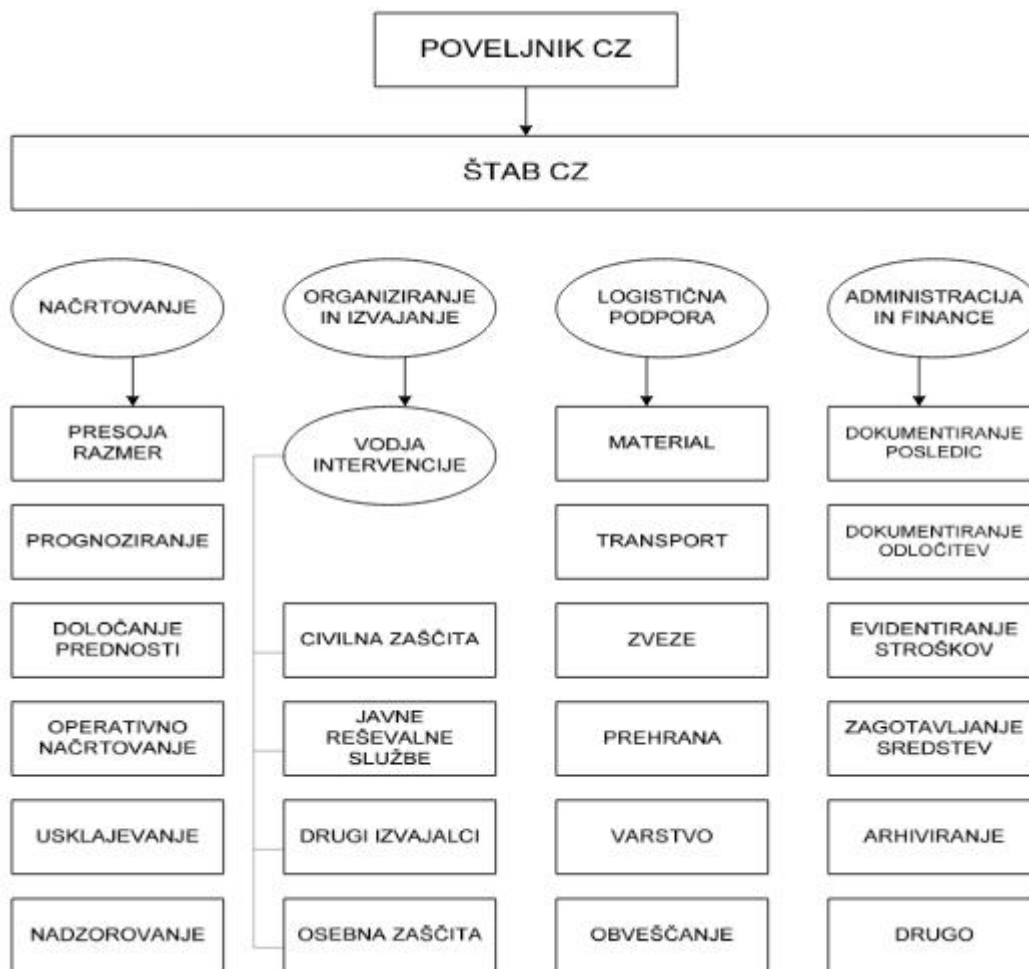 POVELJNIK CZ
ŠTAB CZ
NAČRTOVANJE
ORGANIZIRANJE
IN IZVAJANJE
LOGISTIČNA
PODPORA
ADMINISTRACIJA
IN FINANCE
PRESOJA
RAZMER
VODJA
INTERVENCIJE
MATERIAL
DOKUMENTIRANJE
POSLEDIC
PROGNOZIRANJE
TRANSPORT
DOKUMENTIRANJE
ODLOČITEV
DOLOČANJE
PREDNOSTI
CIVILNA ZAŠČITA
ZVEZE
EVIDENTIRANJE
STROŠKOV
OPERATIVNO
NAČRTOVANJE
JAVNE
REŠEVALNE
SLUŽBE
PREHRANA
ZAGOTAVLJANJE
SREDSTEV
USKLAJEVANJE
DRUGI IZVAJALCI
VARSTVO
ARHIVIRANJE
NADZOROVANJE
OSEBNA ZAŠČITA
OBVEŠČANJE
DRUGO